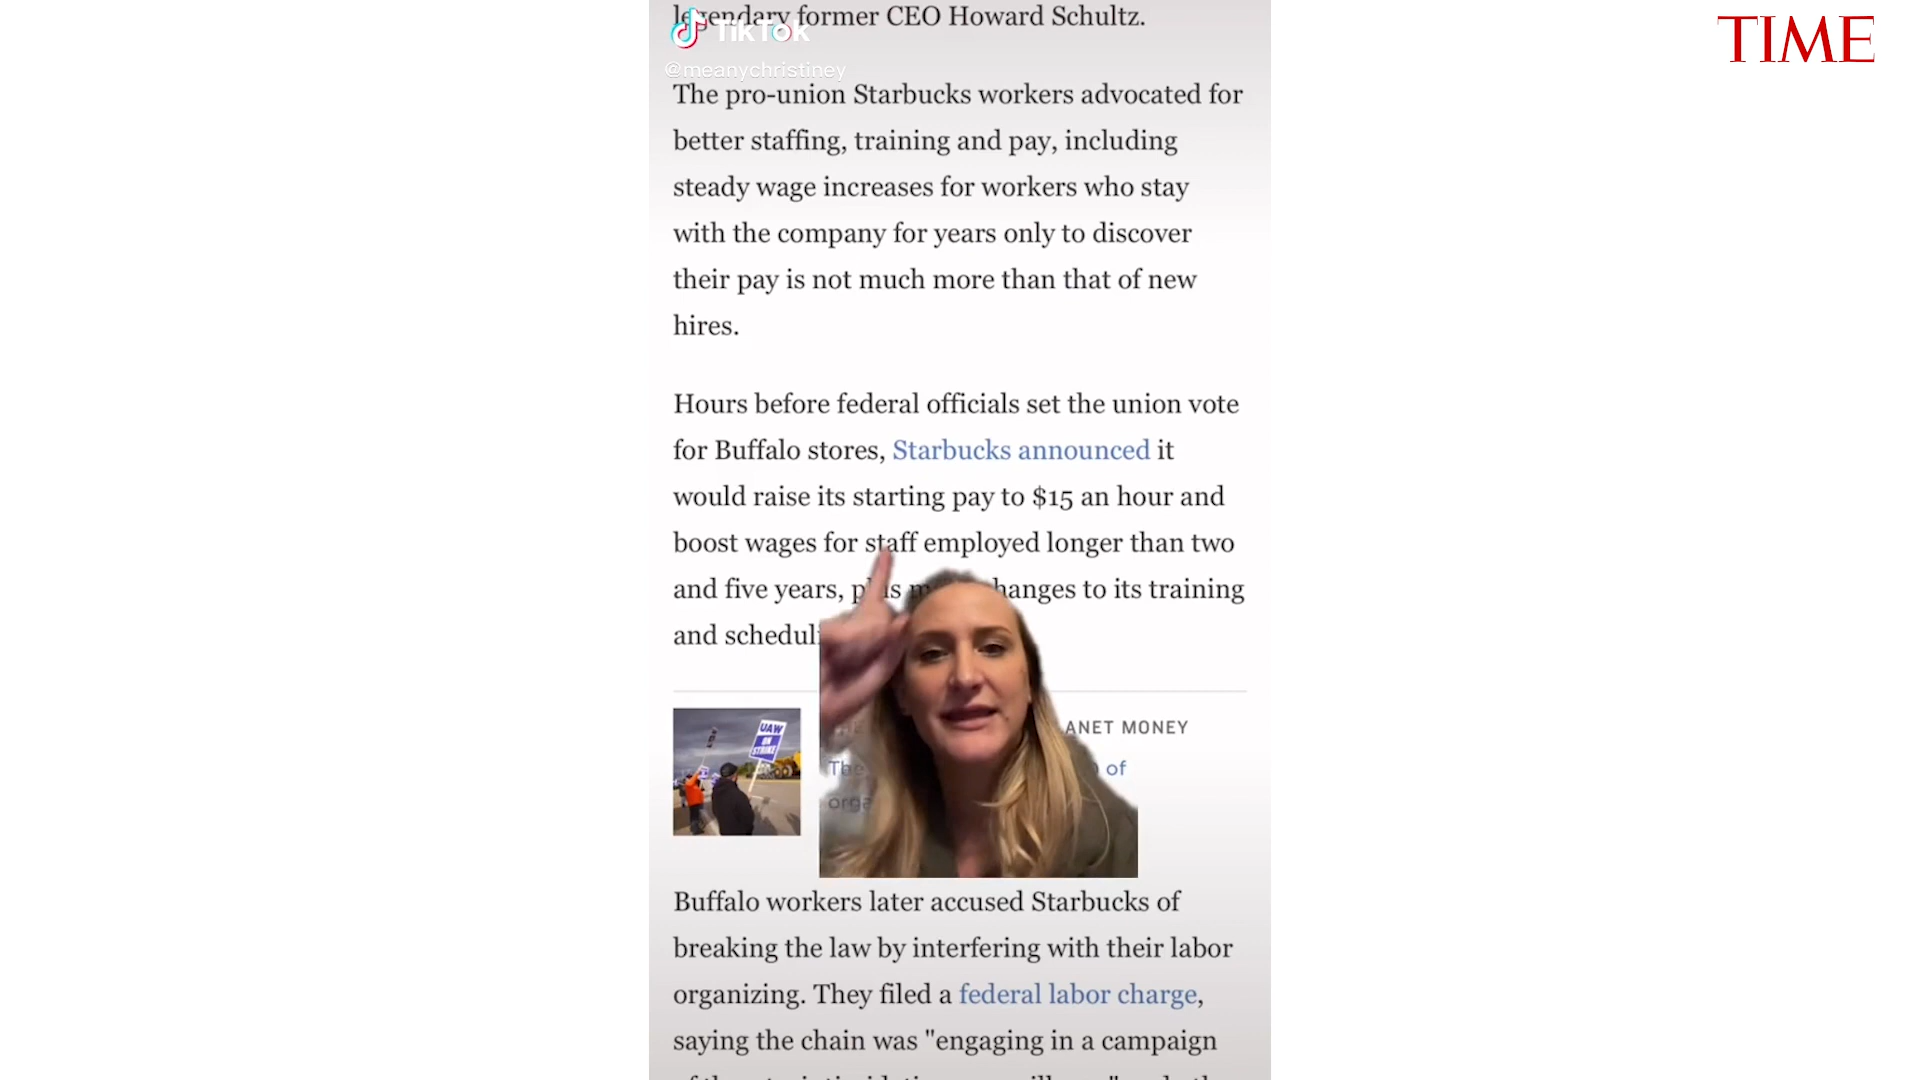 legendary former CEO Howard Schultz.
TikTok
@meanychristiney
TIME
The pro-union Starbucks workers advocated for
better staffing, training and pay, including
steady wage increases for workers who stay
with the company for years only to discover
their pay is not much more than that of new
hires.
Hours before federal officials set the union vote
for Buffalo stores, Starbucks announced it
would raise its starting pay to $15 an hour and
boost wages for staff employed longer than two
and five years, changes to its training
and
UAW
ON
STRIKE
MONEY
The of
Buffalo workers later accused Starbucks of
breaking the law by interfering with their labor
organizing. They filed a federal labor charge,
saying the chain was "engaging in a campaign